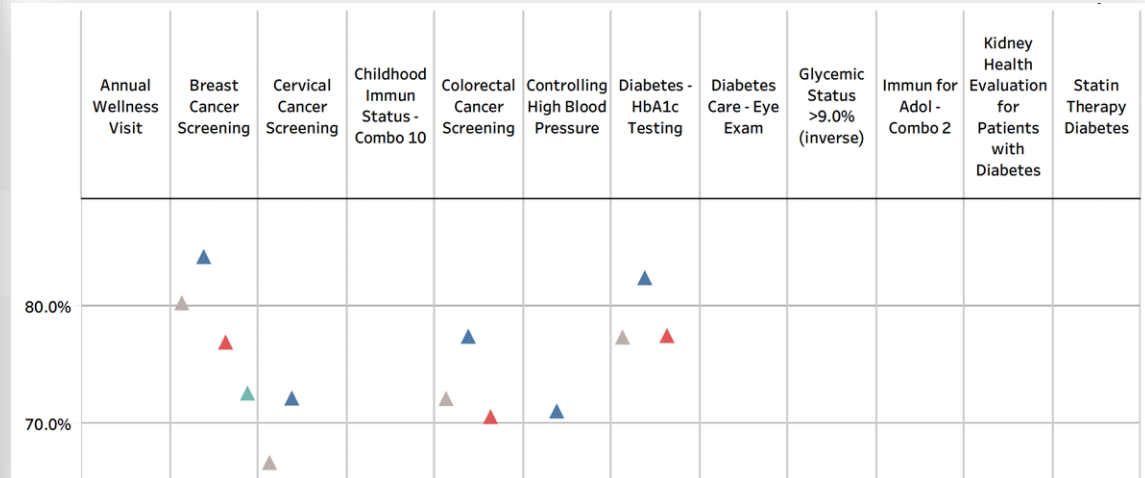 Annual
Wellness
Visit
Breast
Cancer
Screening
Cervical
Cancer
Screening
Childhood
Immun
Status -
Combo 10
Colorectal
Cancer
Screening
Controlling
High Blood
Pressure
Diabetes -
HbA1c
Testing
Diabetes
Care - Eye
Exam
Glycemic
Status
>9.0%
(inverse)
Immun for
Adol -
Combo 2
Kidney
Health
Evaluation
for
Patients
with
Diabetes
Statin
Therapy
Diabetes
80.0%
70.0%